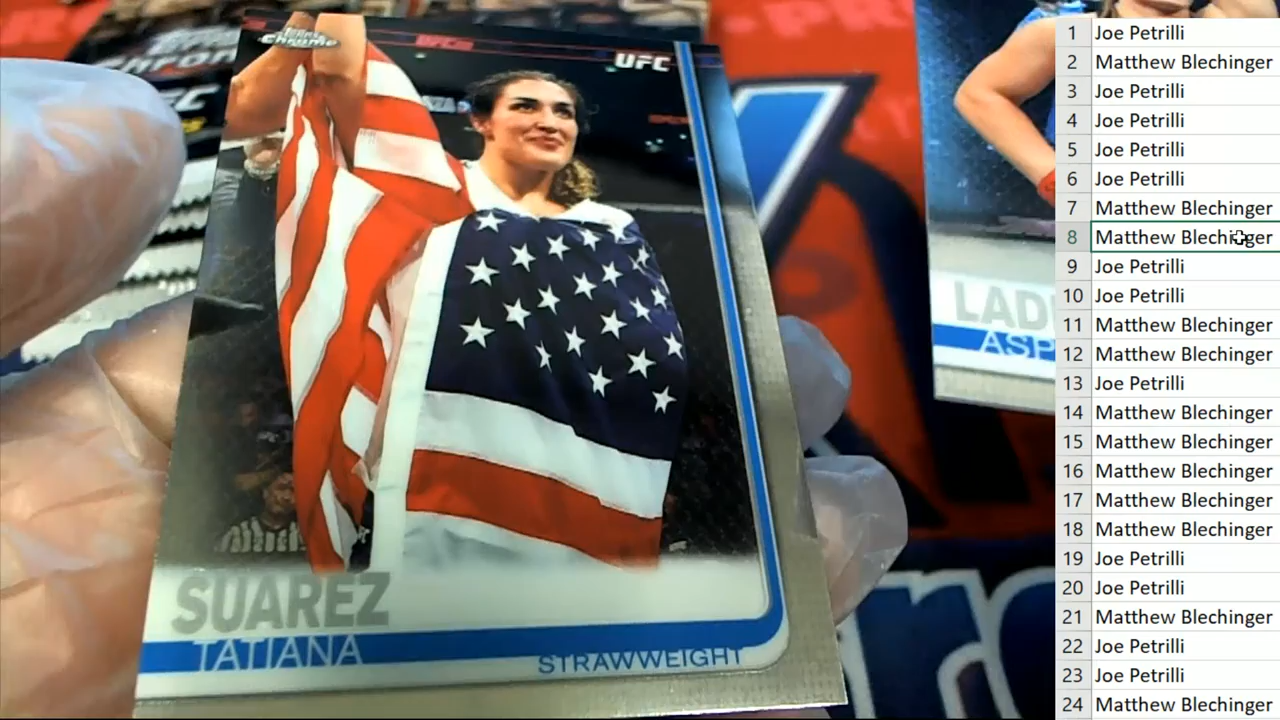 Topps
Chrome
UFC
SUAREZ
TATIANA
STRAWWEIGHT
LAD
ASP
1 Joe Petrilli
2 Matthew Blechinger
3 Joe Petrilli
4 Joe Petrilli
5 Joe Petrilli
6 Joe Petrilli
7 Matthew Blechinger
8 Matthew Blechinger
9 Joe Petrilli
10 Joe Petrilli
11 Matthew Blechinger
12 Matthew Blechinger
13 Joe Petrilli
14 Matthew Blechinger
15 Matthew Blechinger
16 Matthew Blechinger
17 Matthew Blechinger
18 Matthew Blechinger
19 Joe Petrilli
20 Joe Petrilli
21 Matthew Blechinger
22 Joe Petrilli
23 Joe Petrilli
24 Matthew Blechinger